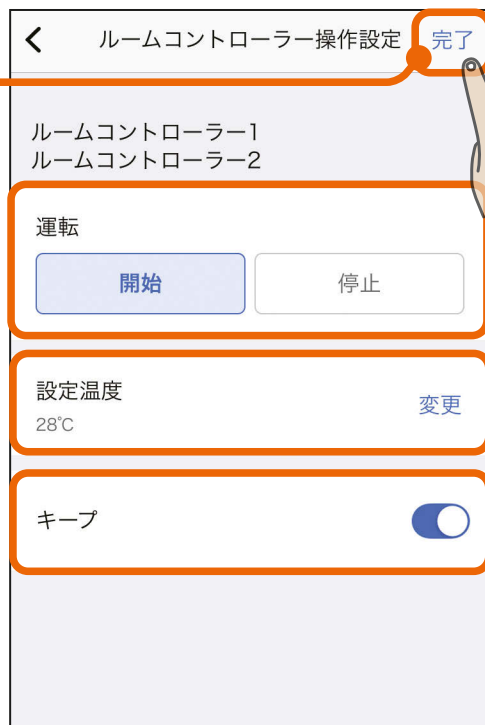 ルームコントローラー操作設定 完了
ルームコントローラー1
ルームコントローラー2
運転
開始 停止
設定温度
28℃ 変更
キープ